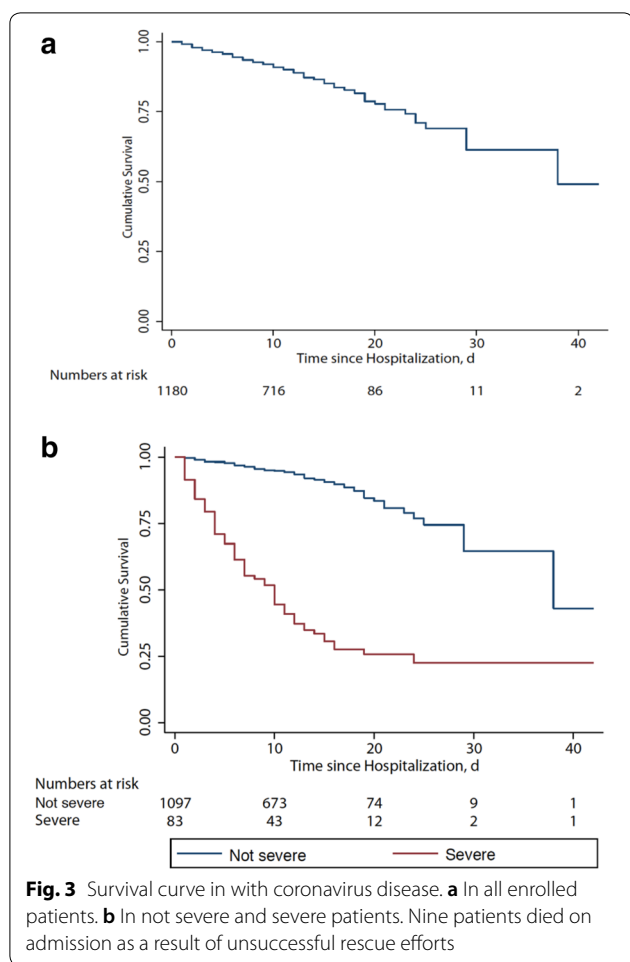 a
1.00
0.75
0.50
0.25
0.00
Cumulative Survival
0 10 20 30 40
Time since Hospitalization, d
Numbers at risk
1180 716 86 11 2
b
1.00
0.75
0.50
0.25
0.00
Cumulative Survival
0 10 20 30 40
Time since Hospitalization, d
Numbers at risk
Not severe 1097 673 74 9 1
Severe 83 43 12 2 1
Not severe Severe
Fig. 3 Survival curve in with coronavirus disease. a In all enrolled
patients. b In not severe and severe patients. Nine patients died on
admission as a result of unsuccessful rescue efforts